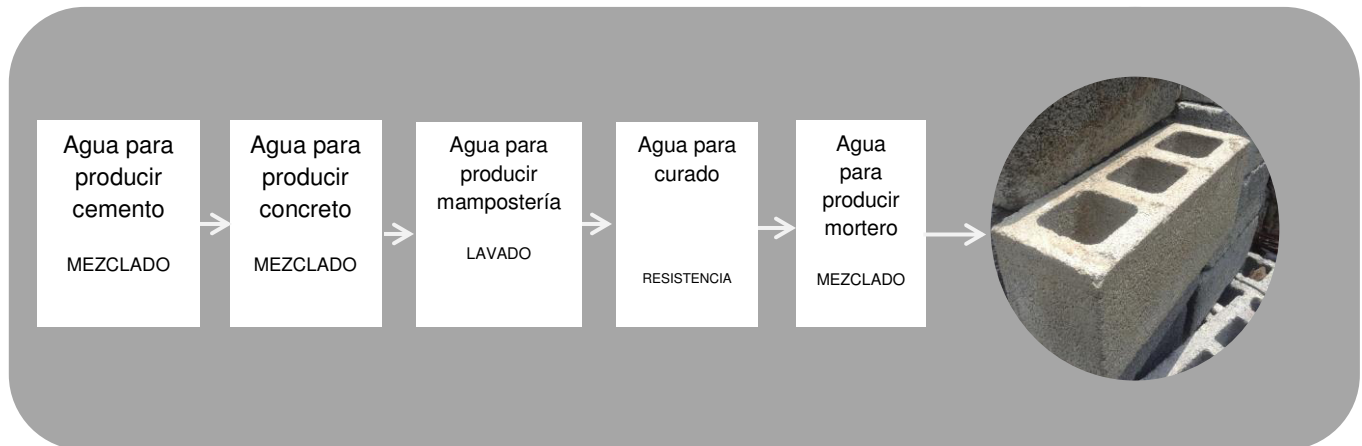 Agua para
producir
cemento
MEZCLADO
Agua para
producir
concreto
MEZCLADO
Agua para
producir
mampostería
LAVADO
Agua para
curado
RESISTENCIA
Agua
para
producir
mortero
MEZCLADO